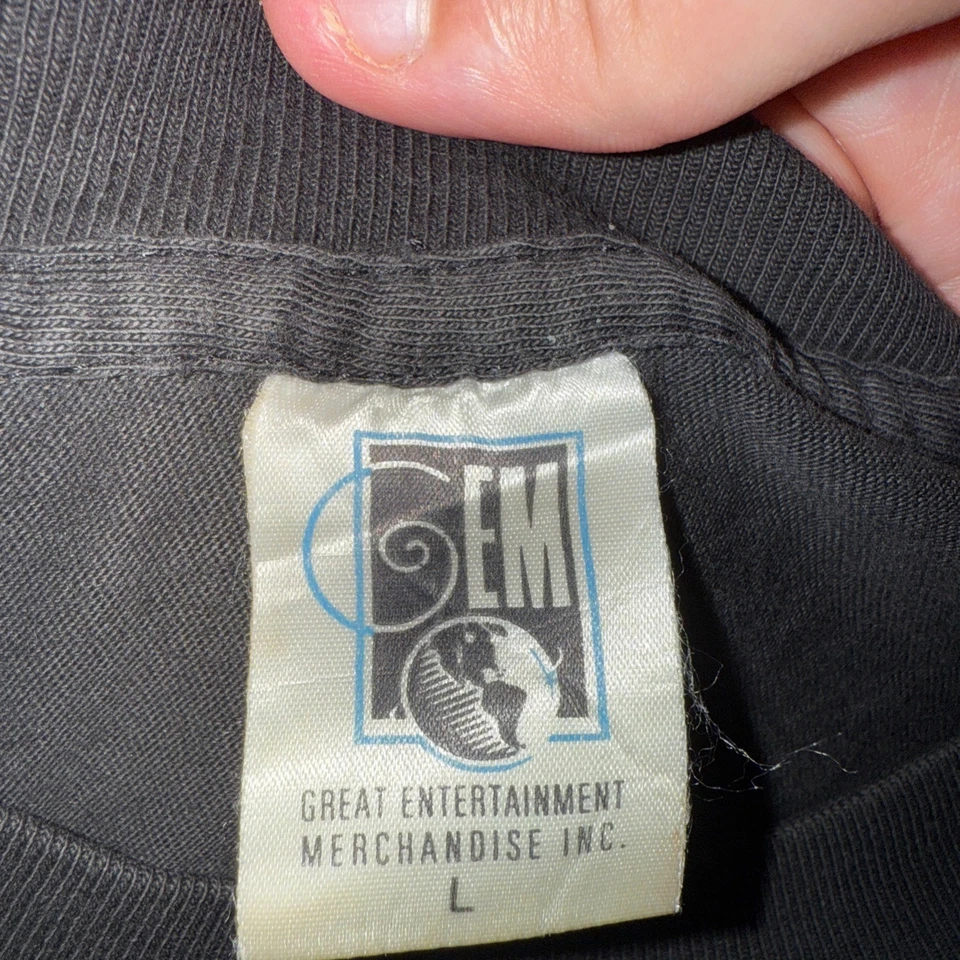 GEM
GREAT ENTERTAINMENT
MERCHANDISE INC.
L